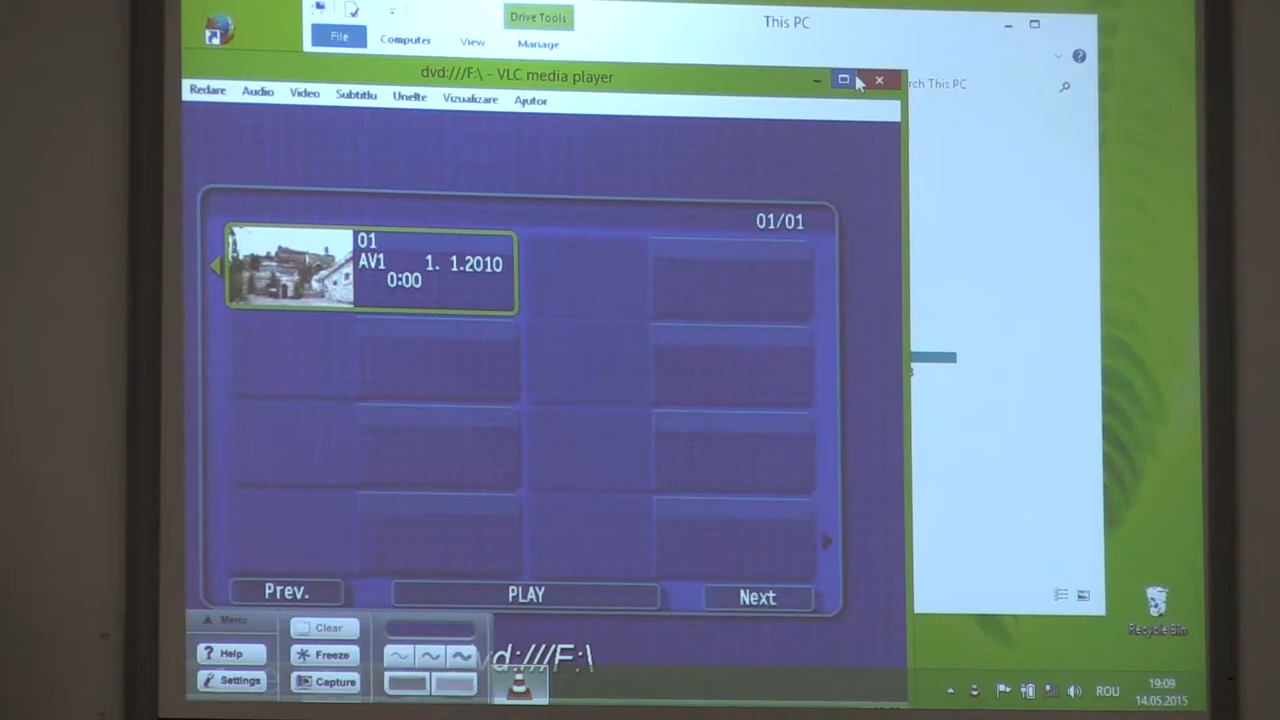 Drive Tools
This PC
File
Computer
View
Manage
dvd:///F:\ - VLC media player
rch This PC
Redare
Audio
Video
Subtitlu
Unelte
Vizualizare
Ajutor
01/01
01
AV1 1. 1.2010
0:00
Prev.
PLAY
Next
Menu
Clear
Help
Freeze
Settings
Capture
vd:///F:\
Recycle Bin
ROU
19:09
14.05.2015